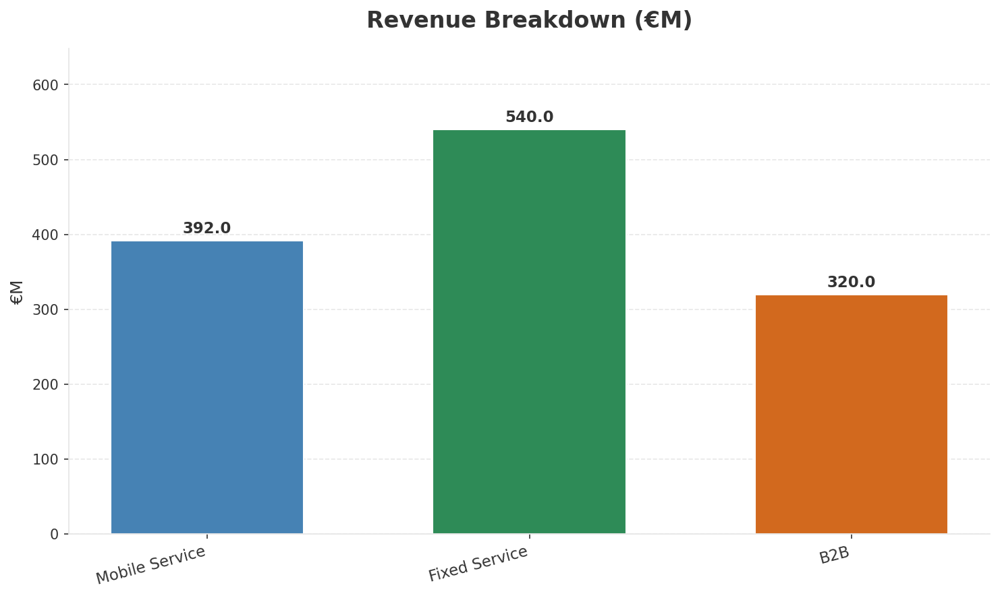 Revenue Breakdown (€M)
600
500
400
300
200
100
0
€M
392.0
540.0
320.0
Mobile Service
Fixed Service
B2B